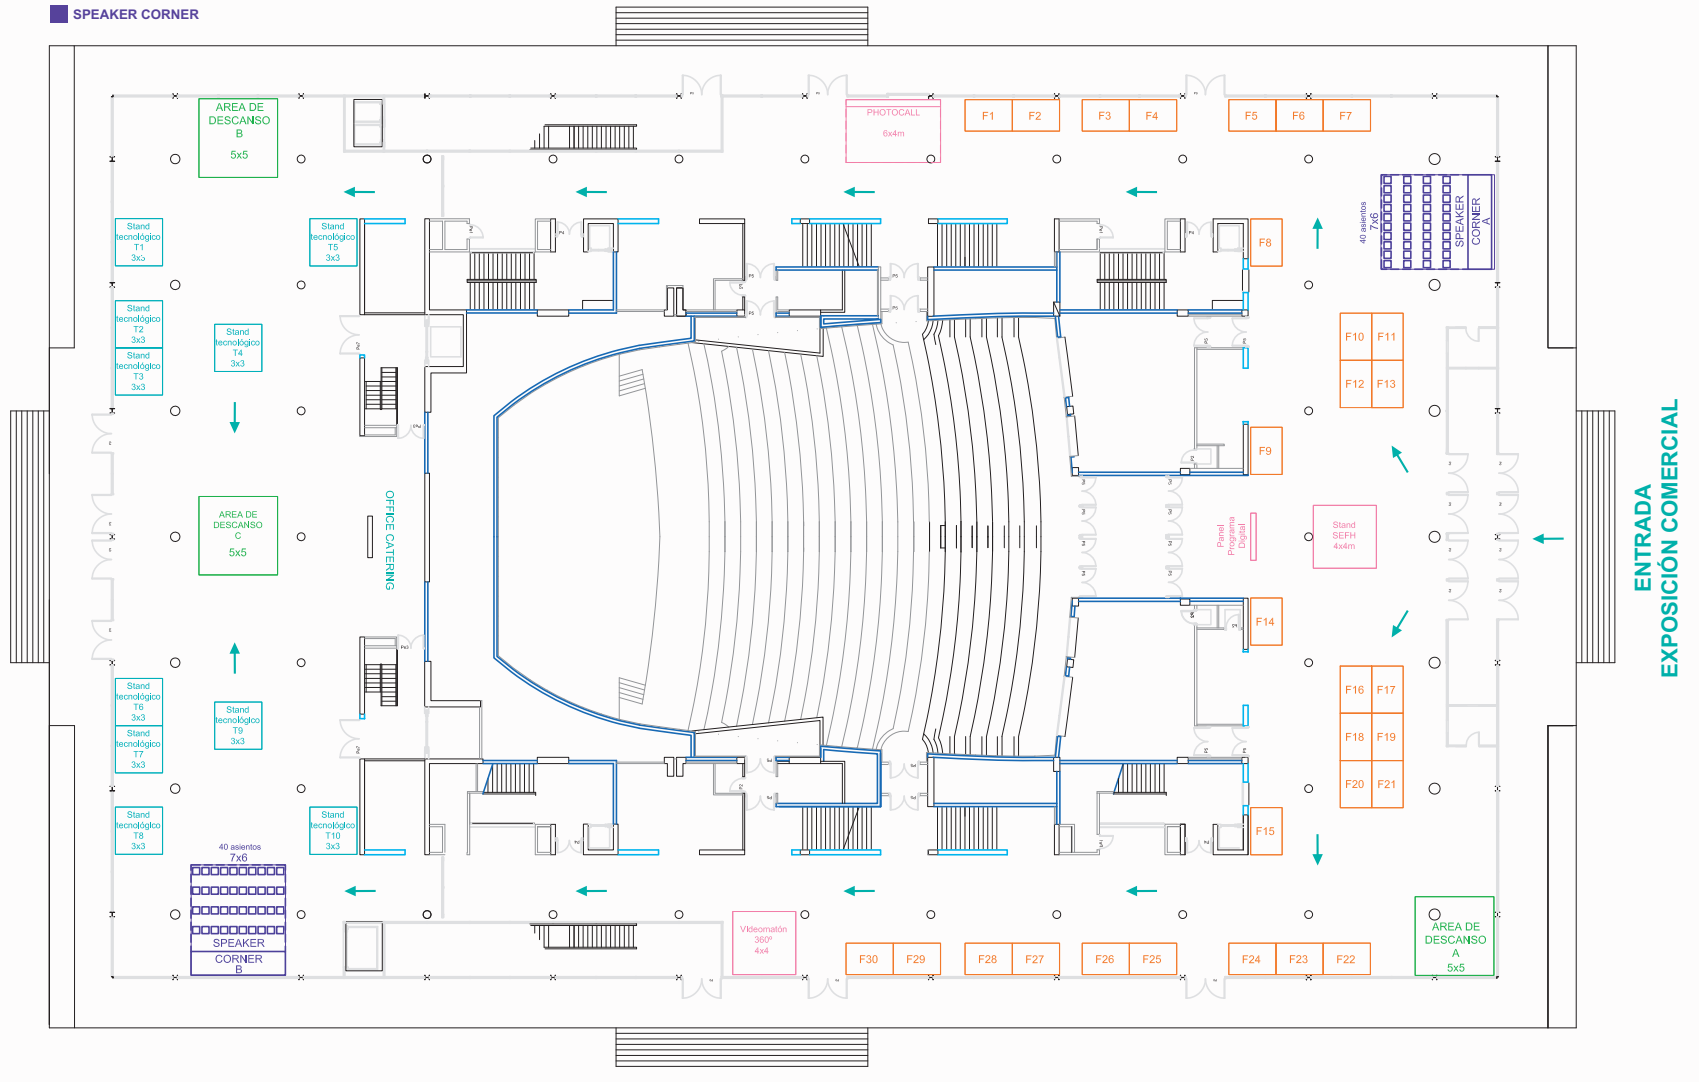 SPEAKER CORNER
AREA DE
DESCANSO
B
5x5
PHOTOCALL
6x4m
F1
F2
F3
F4
F5
F6
F7
40 asientos
7x6
SPEAKER
CORNER
A
Stand
tecnológico
T1
3x3
Stand
tecnológico
T5
3x3
F8
Stand
tecnológico
T2
3x3
Stand
tecnológico
T3
3x3
Stand
tecnológico
T4
3x3
F10
F11
F12
F13
F9
AREA DE
DESCANSO
C
5x5
OFFICE CATERING
Panel
Programa
Digital
Stand
SEFH
4x4m
ENTRADA
EXPOSICIÓN COMERCIAL
F14
Stand
tecnológico
T6
3x3
Stand
tecnológico
T7
3x3
Stand
tecnológico
T9
3x3
F16
F17
F18
F19
F20
F21
Stand
tecnológico
T8
3x3
Stand
tecnológico
T10
3x3
F15
40 asientos
7x6
SPEAKER
CORNER
B
Videomatón
360º
4x4
F30
F29
F28
F27
F26
F25
F24
F23
F22
AREA DE
DESCANSO
A
5x5